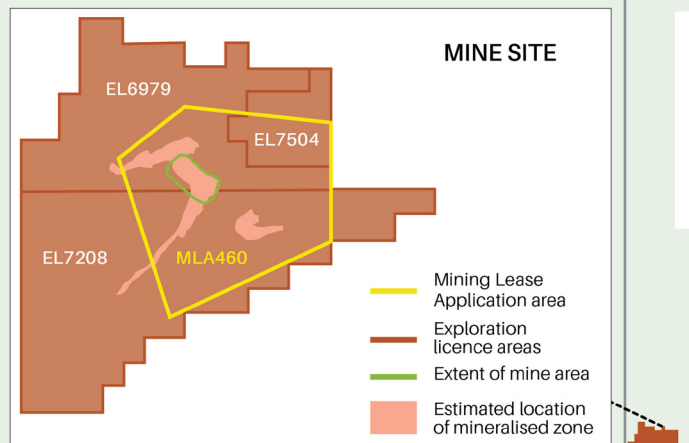 MINE SITE
EL6979
EL7504
EL7208
MLA460
Mining Lease
Application area
Exploration
licence areas
Extent of mine area
Estimated location
of mineralised zone